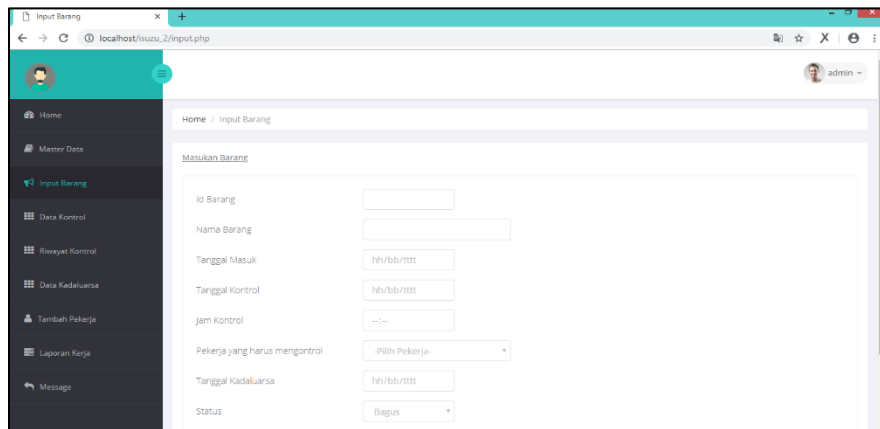 Input Barang
localhost/isuzu_2/input.php
admin
Home
Master Data
Input Barang
Data Kontrol
Riwayat Kontrol
Data Kadaluarsa
Tambah Pekerja
Laporan Kerja
Message
Home / Input Barang
Masukan Barang
Id Barang
Nama Barang
Tanggal Masuk hh/bb/tttt
Tanggal Kontrol hh/bb/tttt
Jam Kontrol --:--
Pekerja yang harus mengontrol -Pilih Pekerja-
Tanggal Kadaluarsa hh/bb/tttt
Status Bagus